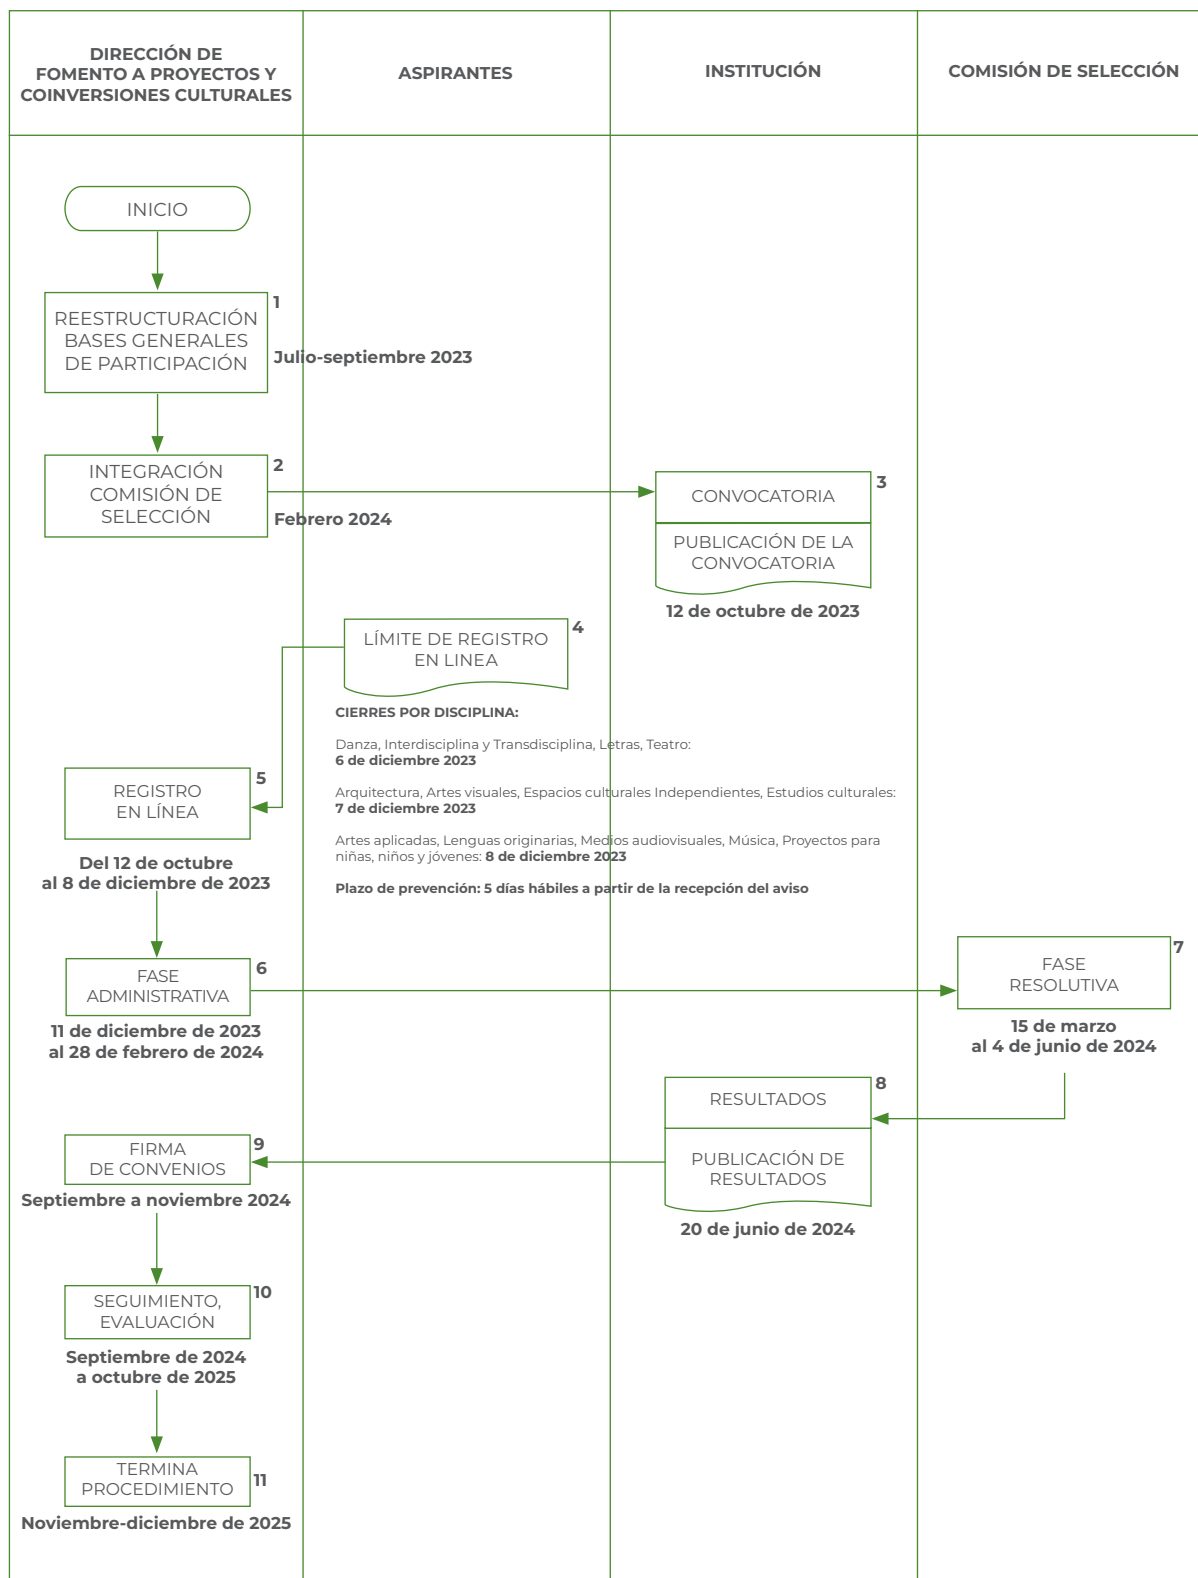 DIRECCIÓN DE
FOMENTO A PROYECTOS Y
COINVERSIONES CULTURALES
ASPIRANTES
INSTITUCIÓN
COMISIÓN DE SELECCIÓN
INICIO
1
REESTRUCTURACIÓN
BASES GENERALES
DE PARTICIPACIÓN
Julio-septiembre 2023
2
INTEGRACIÓN
COMISIÓN DE
SELECCIÓN
Febrero 2024
3
CONVOCATORIA
PUBLICACIÓN DE LA
CONVOCATORIA
12 de octubre de 2023
4
LÍMITE DE REGISTRO
EN LINEA
CIERRES POR DISCIPLINA:
Danza, Interdisciplina y Transdisciplina, Letras, Teatro:
6 de diciembre 2023
Arquitectura, Artes visuales, Espacios culturales Independientes, Estudios culturales:
7 de diciembre 2023
Artes aplicadas, Lenguas originarias, Medios audiovisuales, Música, Proyectos para
niñas, niños y jóvenes: 8 de diciembre 2023
Plazo de prevención: 5 días hábiles a partir de la recepción del aviso
5
REGISTRO
EN LÍNEA
Del 12 de octubre
al 8 de diciembre de 2023
6
FASE
ADMINISTRATIVA
11 de diciembre de 2023
al 28 de febrero de 2024
7
FASE
RESOLUTIVA
15 de marzo
al 4 de junio de 2024
8
RESULTADOS
PUBLICACIÓN DE
RESULTADOS
20 de junio de 2024
9
FIRMA
DE CONVENIOS
Septiembre a noviembre 2024
10
SEGUIMIENTO,
EVALUACIÓN
Septiembre de 2024
a octubre de 2025
11
TERMINA
PROCEDIMIENTO
Noviembre-diciembre de 2025